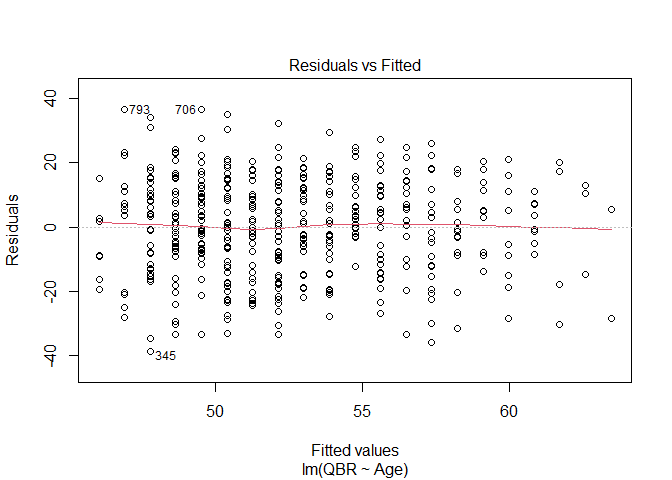 Residuals vs Fitted
Residuals
40
20
0
-20
-40
793
706
345
50
55
60
Fitted values
lm(QBR ~ Age)